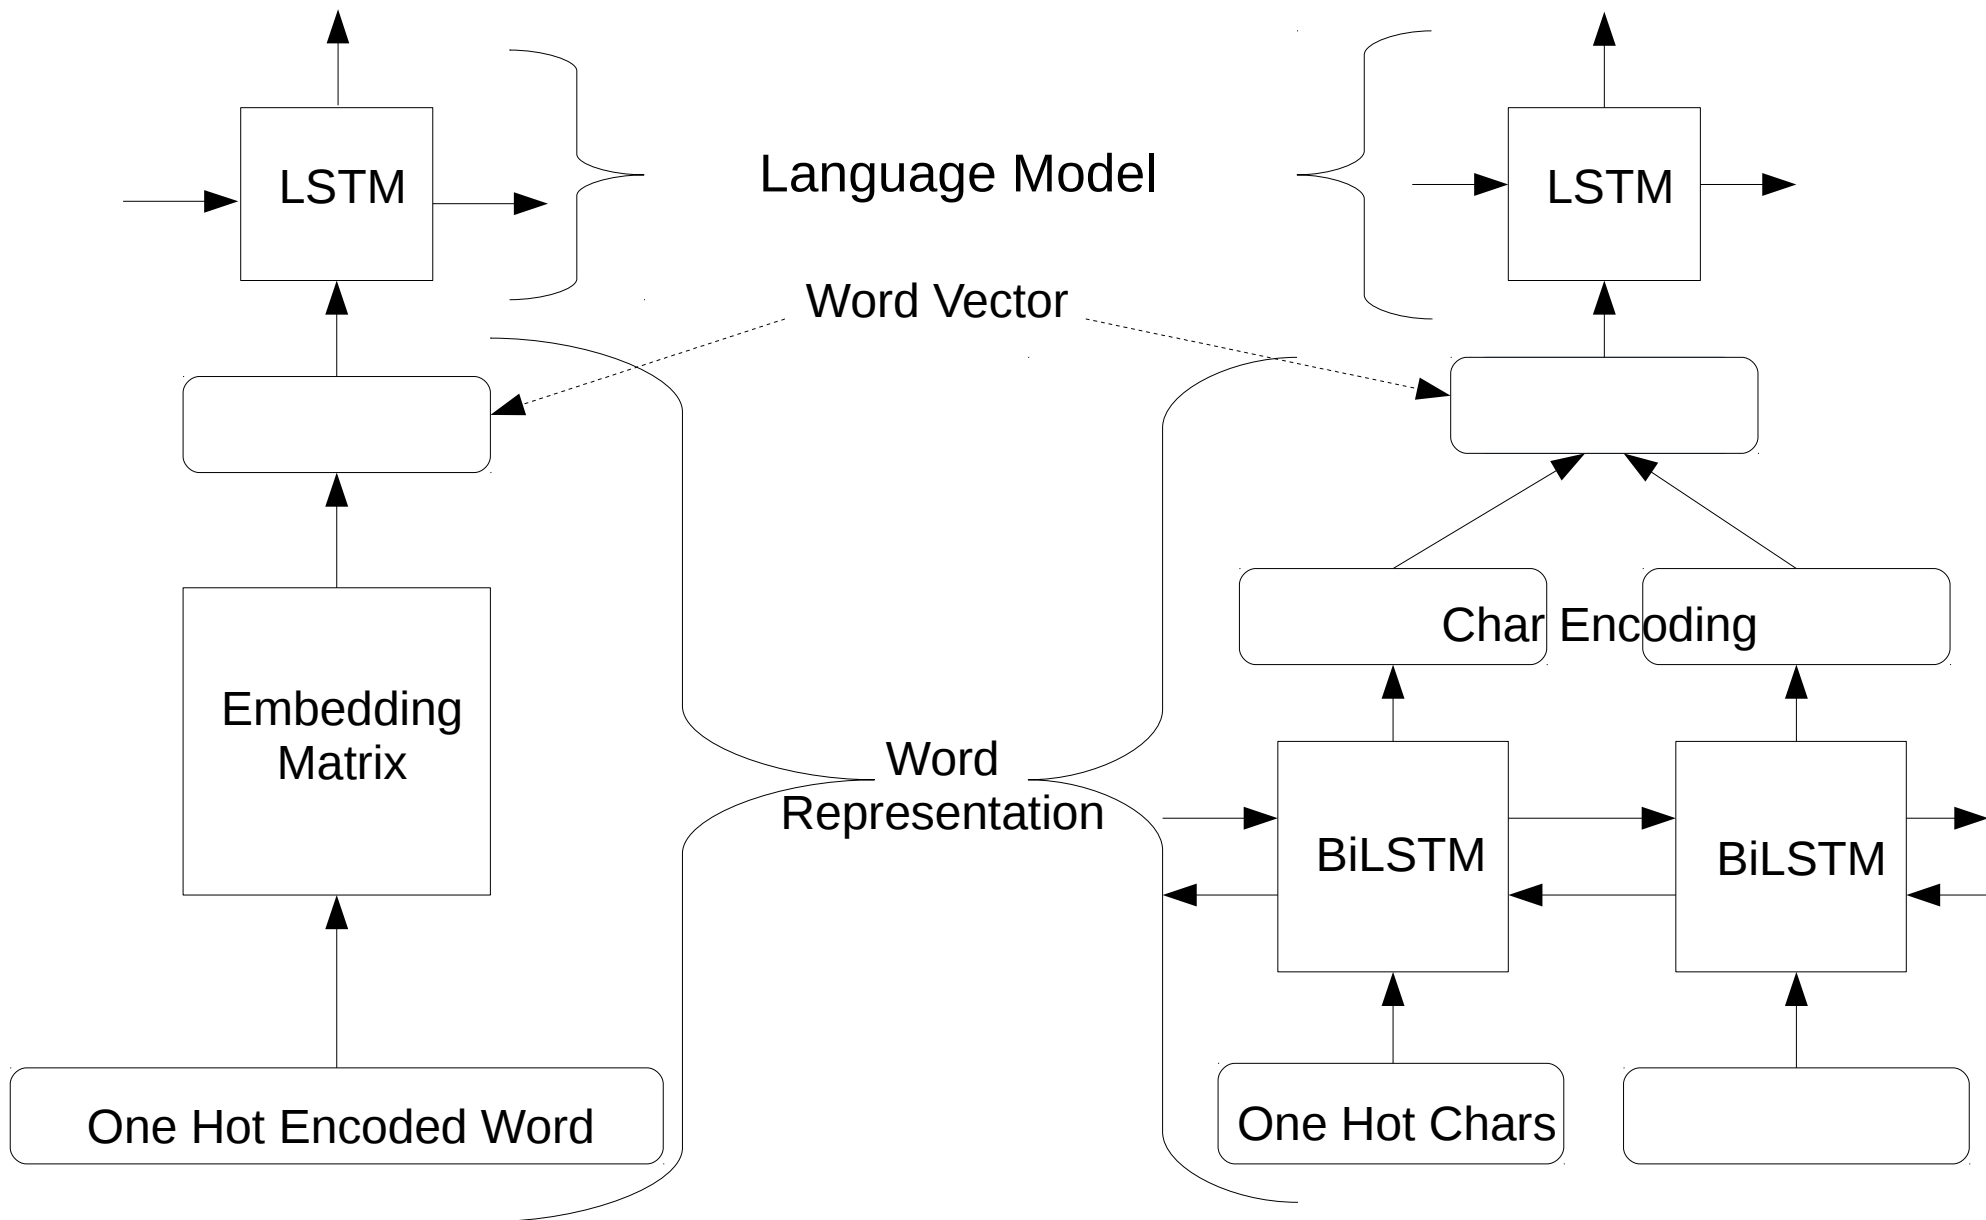 LSTM
Language Model
LSTM
Word Vector
Char Encoding
Embedding
Matrix
Word
Representation
BiLSTM
BiLSTM
One Hot Encoded Word
One Hot Chars